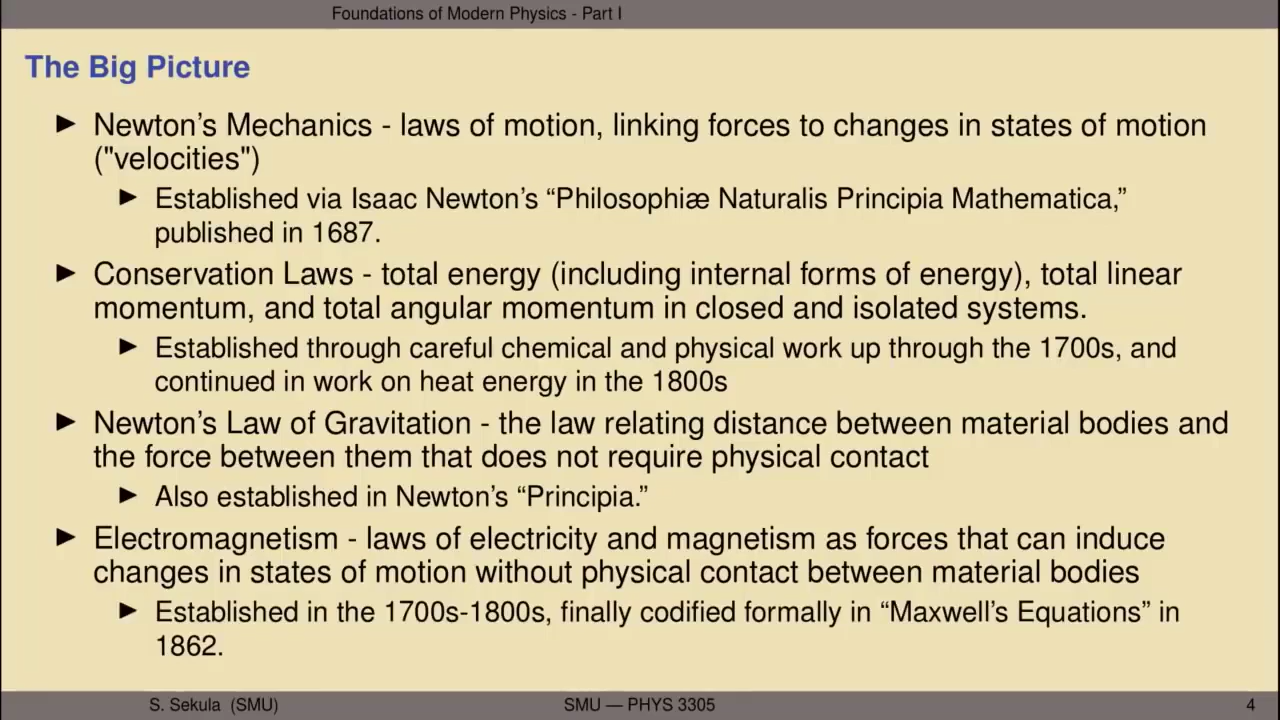 Foundations of Modern Physics - Part I
The Big Picture
▶ Newton's Mechanics - laws of motion, linking forces to changes in states of motion
("velocities")
▶ Established via Isaac Newton's “Philosophiæ Naturalis Principia Mathematica,”
published in 1687.
▶ Conservation Laws - total energy (including internal forms of energy), total linear
momentum, and total angular momentum in closed and isolated systems.
▶ Established through careful chemical and physical work up through the 1700s, and
continued in work on heat energy in the 1800s
▶ Newton's Law of Gravitation - the law relating distance between material bodies and
the force between them that does not require physical contact
▶ Also established in Newton's “Principia.”
▶ Electromagnetism - laws of electricity and magnetism as forces that can induce
changes in states of motion without physical contact between material bodies
▶ Established in the 1700s-1800s, finally codified formally in “Maxwell's Equations” in
1862.
S. Sekula (SMU) SMU — PHYS 3305 4